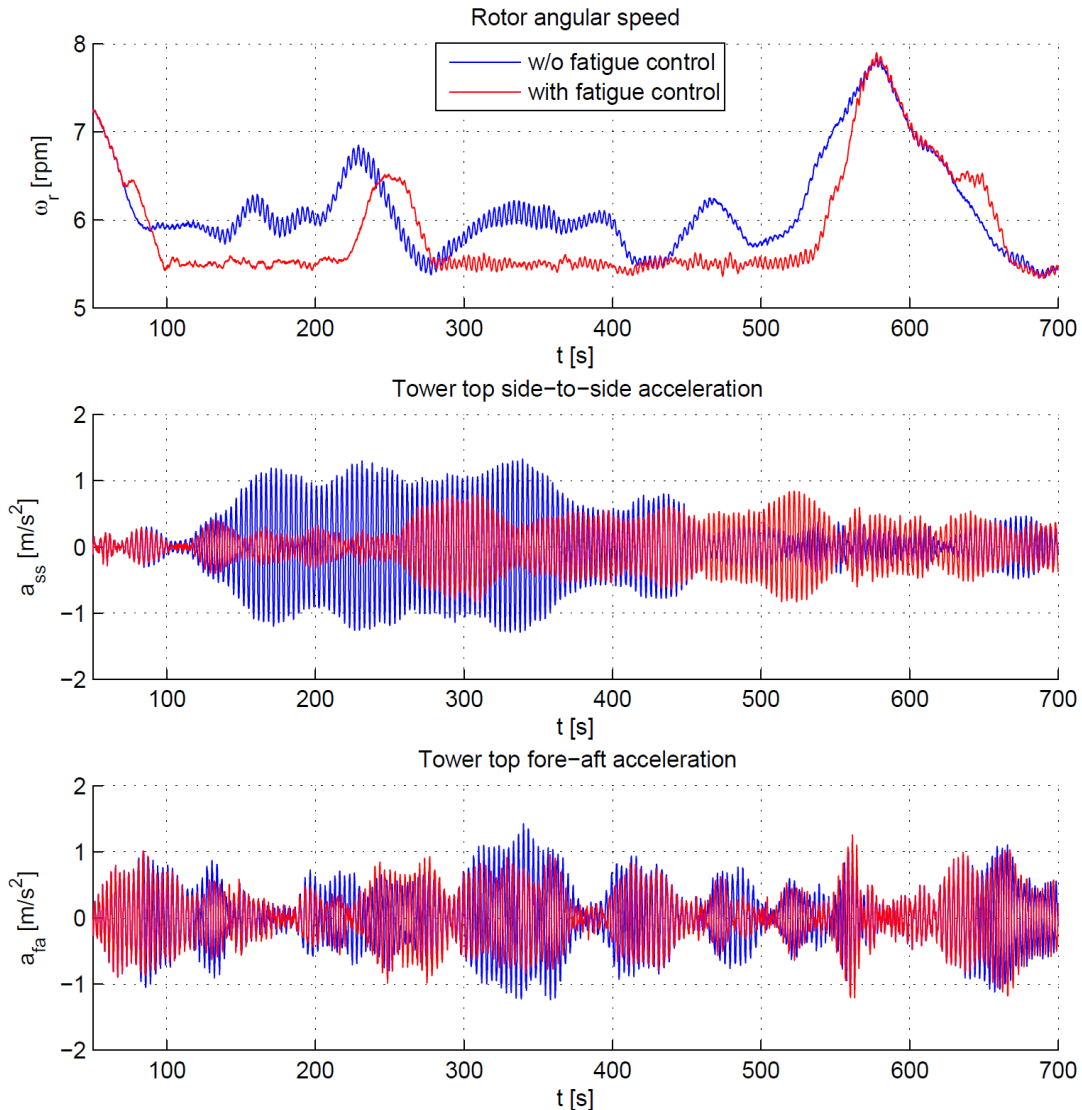 Rotor angular speed
8
7
6
5
ω_r [rpm]
w/o fatigue control
with fatigue control
100 200 300 400 500 600 700
t [s]
Tower top side−to−side acceleration
2
1
0
−1
−2
a_ss [m/s²]
100 200 300 400 500 600 700
t [s]
Tower top fore−aft acceleration
2
1
0
−1
−2
a_fa [m/s²]
100 200 300 400 500 600 700
t [s]